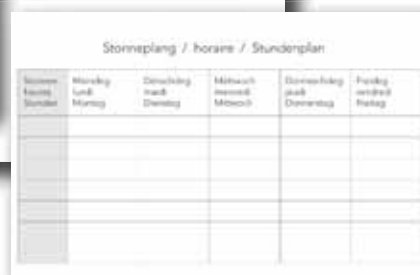 Stonneplang / horaire / Stundenplan
Stonnen
heures
Stunden
Méindeg
lundi
Montag
Dënschdeg
mardi
Dienstag
Mëttwoch
mercredi
Mittwoch
Donneschdeg
jeudi
Donnerstag
Freideg
vendredi
Freitag